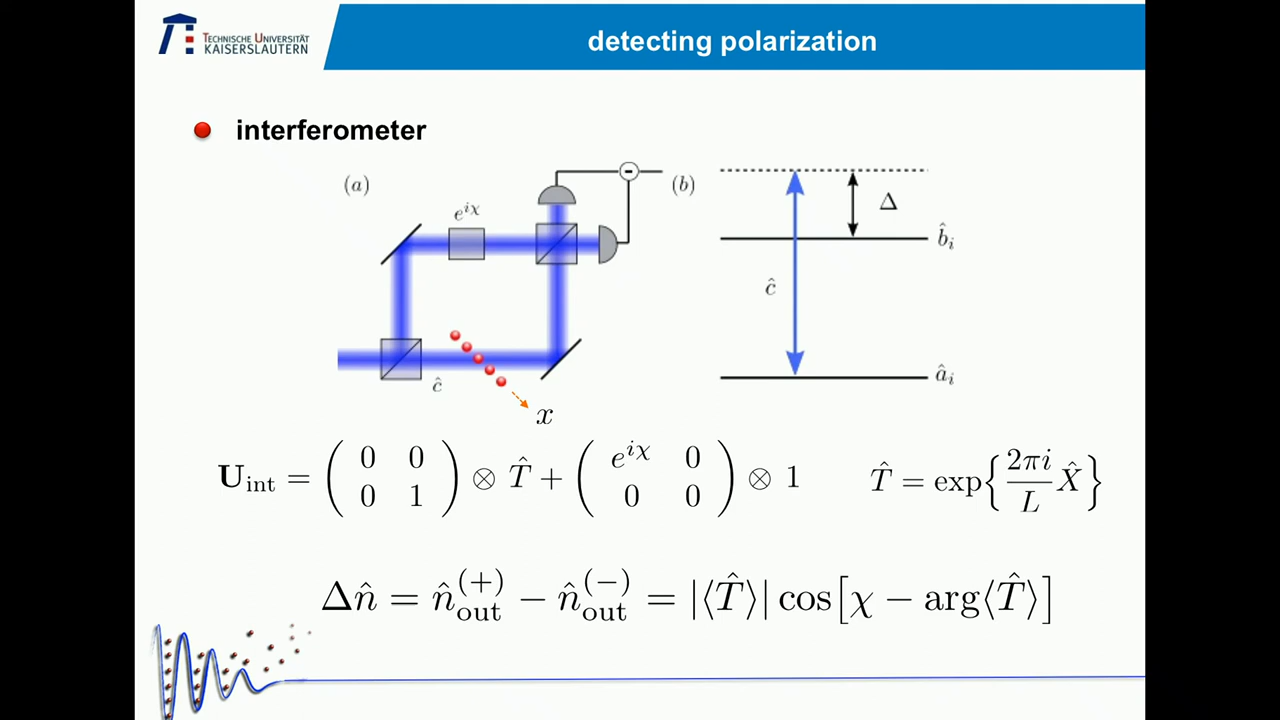 TECHNISCHE UNIVERSITÄT
KAISERSLAUTERN
detecting polarization
interferometer
(a)
e^{iχ}
-
(b)
Δ
b̂_i
ĉ
ĉ
â_i
x
U_int = ( 0 0 ; 0 1 ) ⊗ T̂ + ( e^{iχ} 0 ; 0 0 ) ⊗ 1
T̂ = exp{ 2πi / L X̂ }
Δn̂ = n̂_out^(+) − n̂_out^(−) = |⟨T̂⟩| cos[χ − arg⟨T̂⟩]